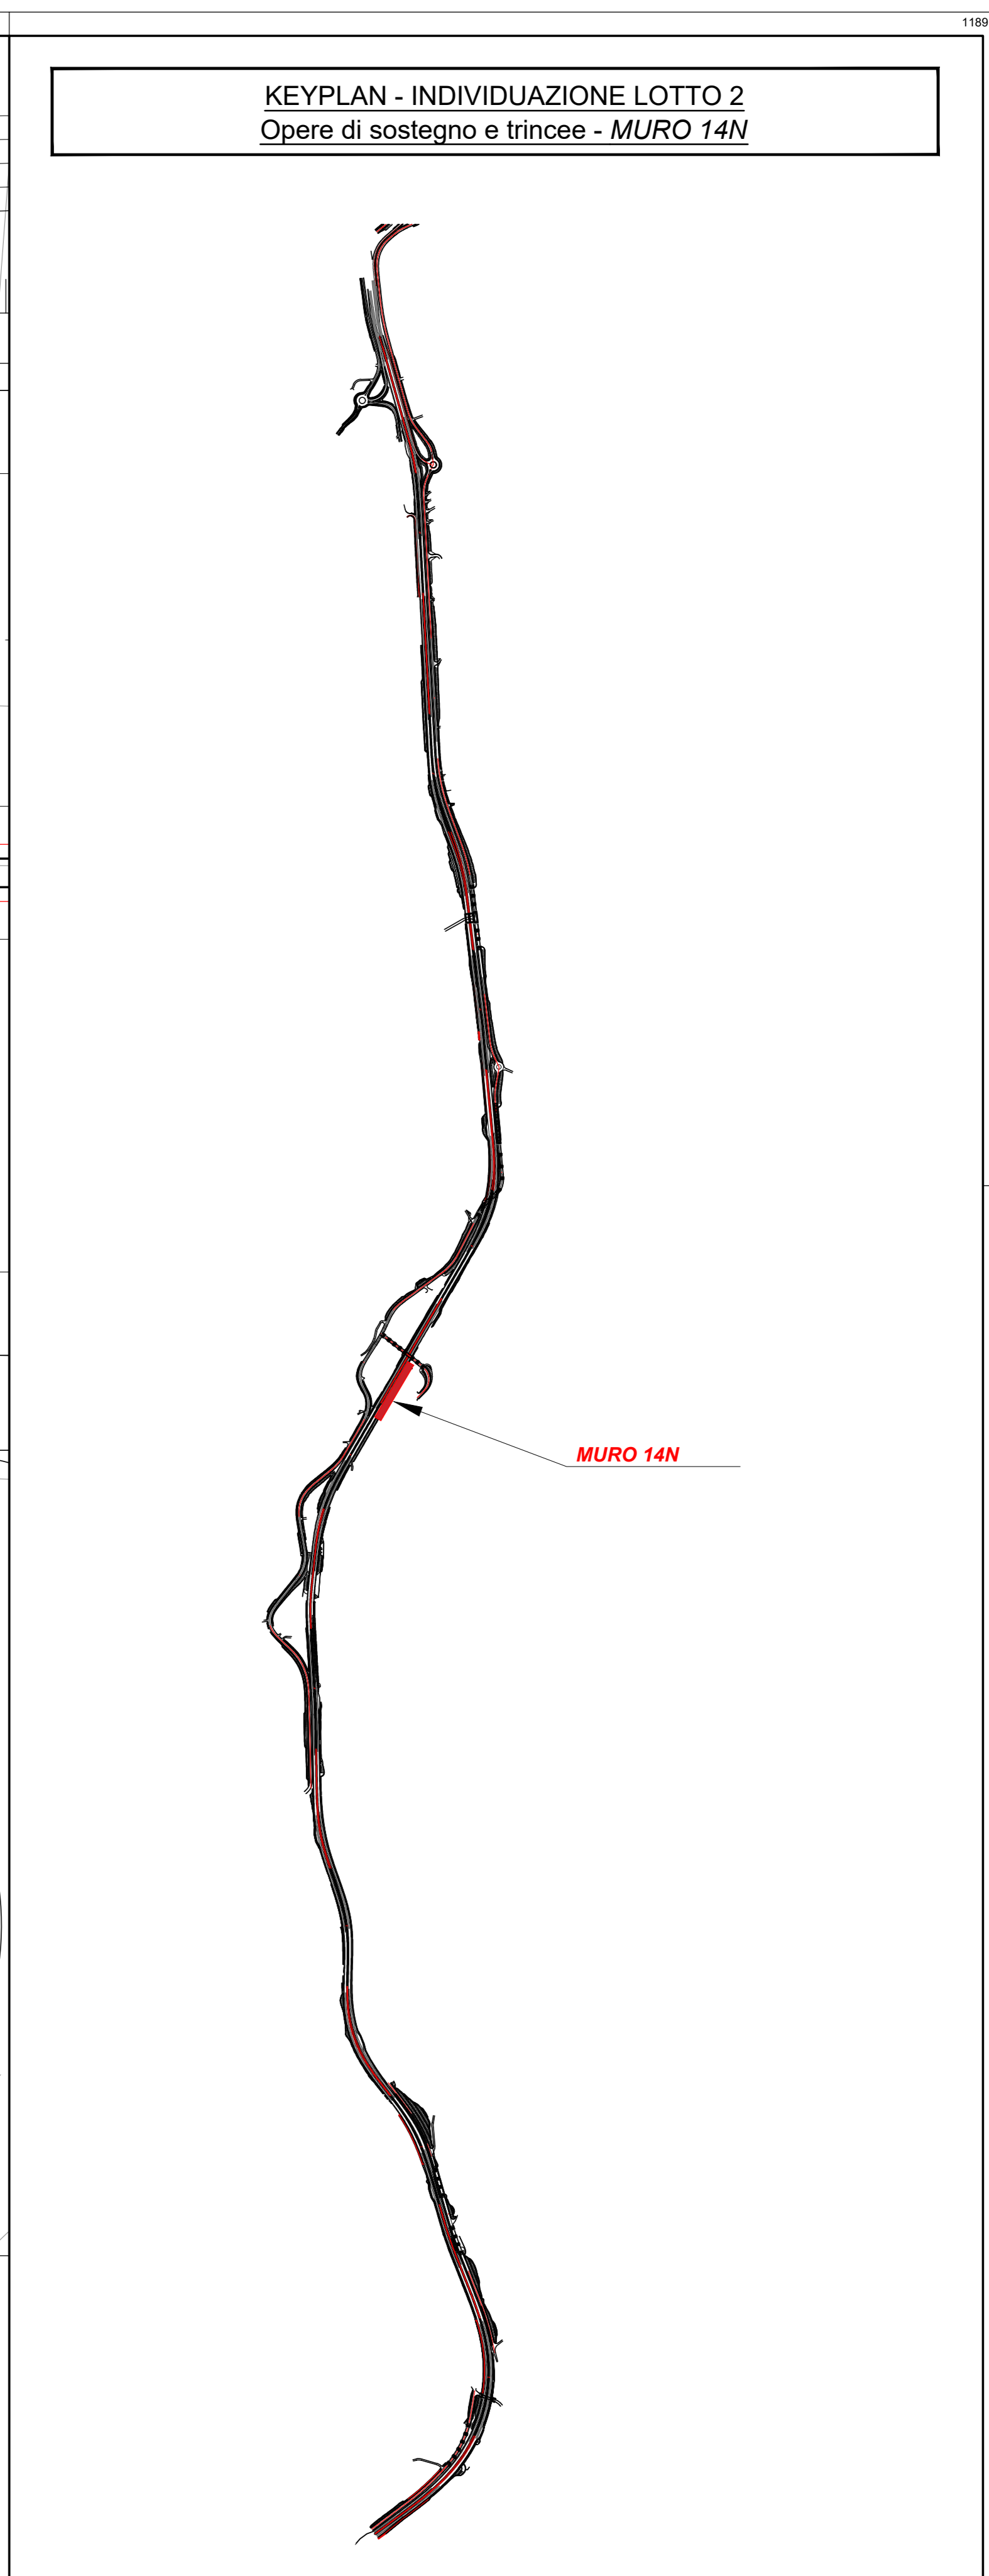 1189
KEYPLAN - INDIVIDUAZIONE LOTTO 2
Opere di sostegno e trincee - MURO 14N
MURO 14N